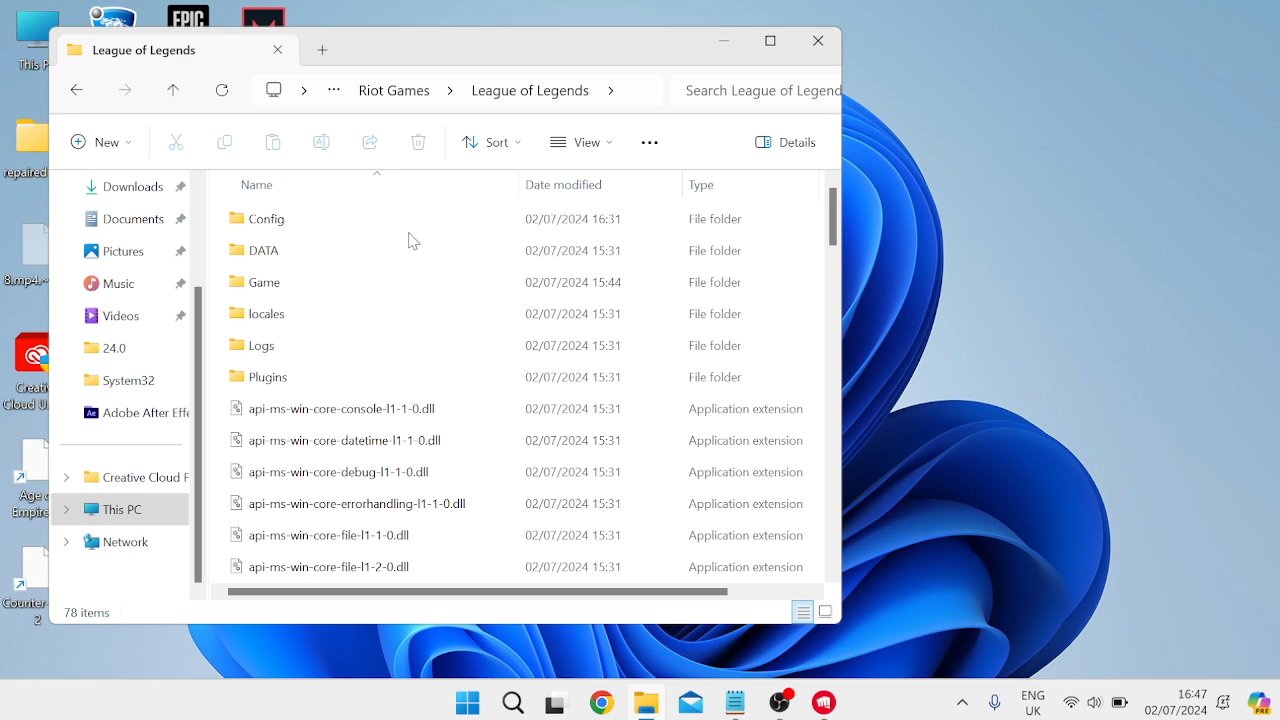 This P
EPIC
repaired
8.mp4.~
Creati
Cloud U
Age o
Empire
Counter-
2
League of Legends
Riot Games
League of Legends
Search League of Legend
New
Sort
View
Details
Downloads
Documents
Pictures
Music
Videos
24.0
System32
Adobe After Effe
Creative Cloud F
This PC
Network
Name Date modified Type
Config 02/07/2024 16:31 File folder
DATA 02/07/2024 15:31 File folder
Game 02/07/2024 15:44 File folder
locales 02/07/2024 15:31 File folder
Logs 02/07/2024 15:31 File folder
Plugins 02/07/2024 15:31 File folder
api-ms-win-core-console-l1-1-0.dll 02/07/2024 15:31 Application extension
api-ms-win-core-datetime-l1-1-0.dll 02/07/2024 15:31 Application extension
api-ms-win-core-debug-l1-1-0.dll 02/07/2024 15:31 Application extension
api-ms-win-core-errorhandling-l1-1-0.dll 02/07/2024 15:31 Application extension
api-ms-win-core-file-l1-1-0.dll 02/07/2024 15:31 Application extension
api-ms-win-core-file-l1-2-0.dll 02/07/2024 15:31 Application extension
78 items
ENG
UK
16:47
02/07/2024
PRE